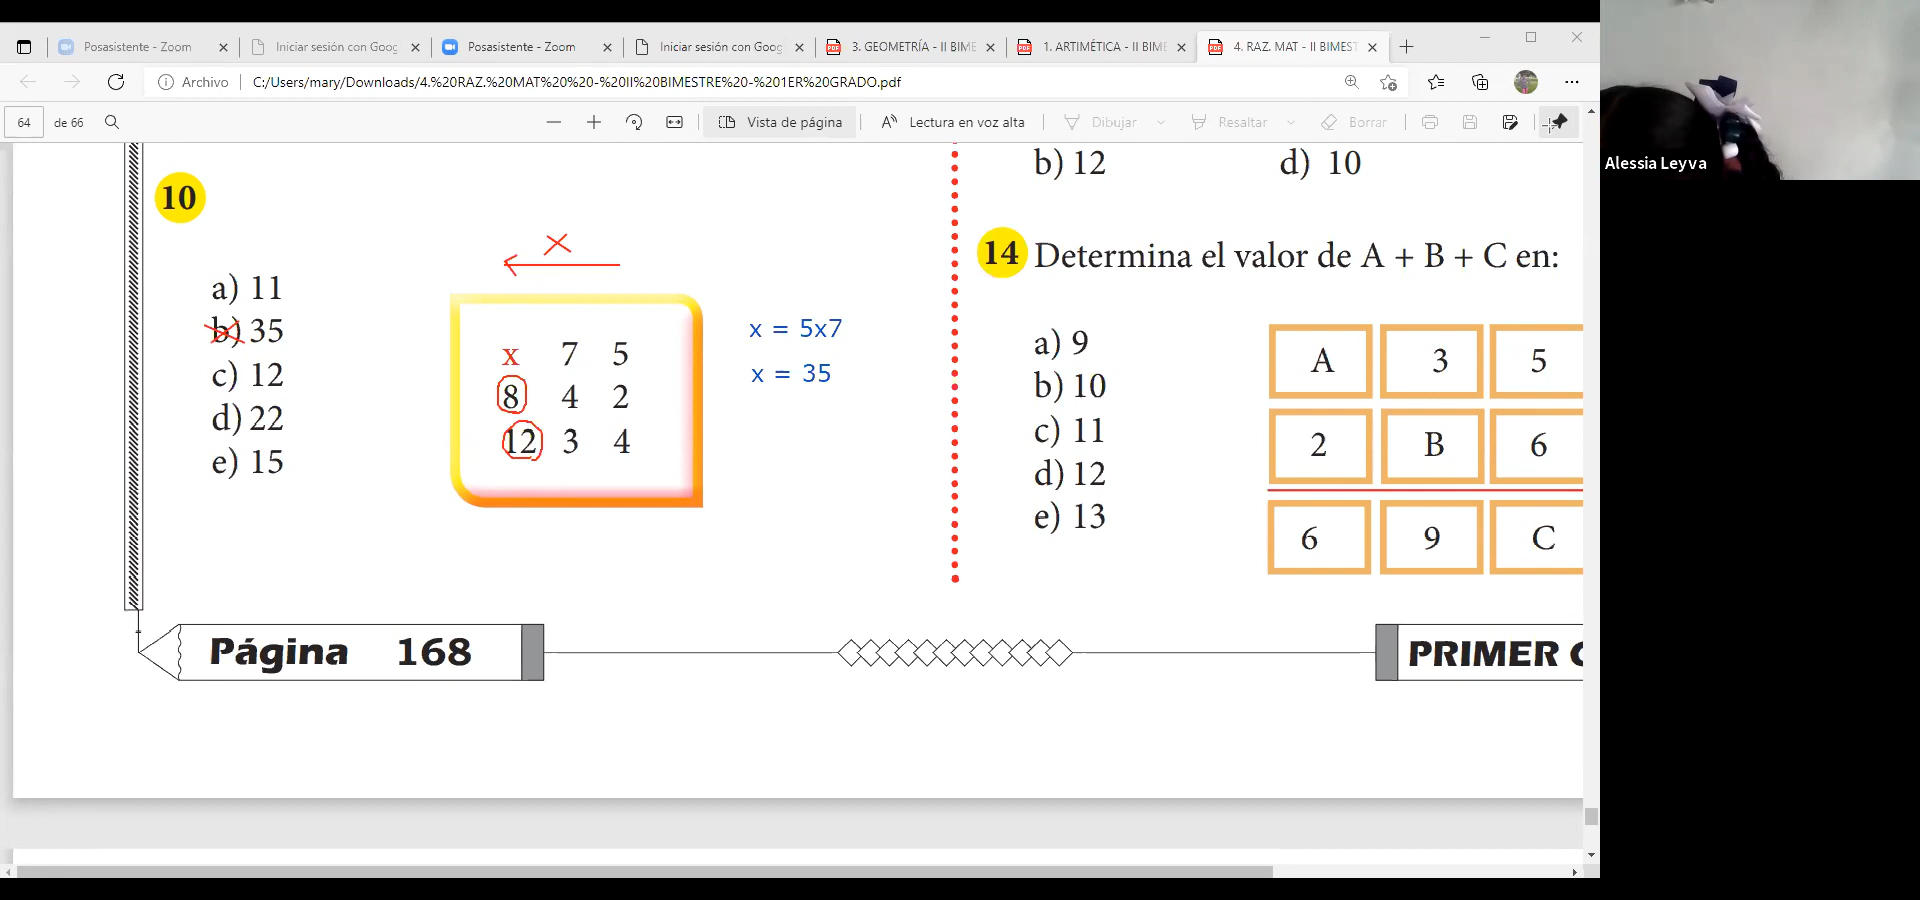 Posasistente - Zoom
Iniciar sesión con Goog
Posasistente - Zoom
Iniciar sesión con Goog
3. GEOMETRÍA - II BIME
1. ARTIMÉTICA - II BIME
4. RAZ. MAT - II BIMEST
Archivo
C:/Users/mary/Downloads/4.%20RAZ.%20MAT%20%20-%20II%20BIMESTRE%20-%201ER%20GRADO.pdf
64 de 66
Vista de página
Lectura en voz alta
Dibujar
Resaltar
Borrar
10
a) 11
b) 35
c) 12
d) 22
e) 15
x
x 7 5
8 4 2
12 3 4
x = 5x7
x = 35
b) 12 d) 10
14 Determina el valor de A + B + C en:
a) 9
b) 10
c) 11
d) 12
e) 13
A 3 5
2 B 6
6 9 C
Página 168
PRIMER
Alessia Leyva